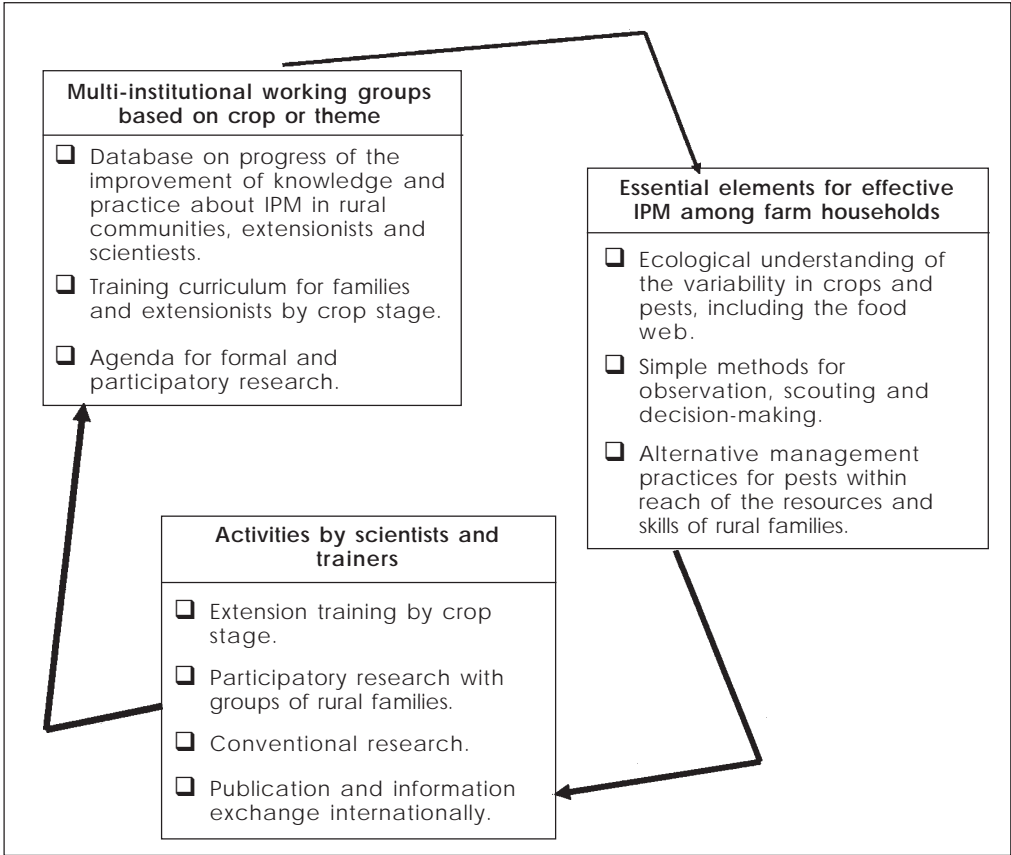 Multi-institutional working groups
based on crop or theme
❑ Database on progress of the
improvement of knowledge and
practice about IPM in rural
communities, extensionists and
scientiests.
❑ Training curriculum for families
and extensionists by crop stage.
❑ Agenda for formal and
participatory research.
Essential elements for effective
IPM among farm households
❑ Ecological understanding of
the variability in crops and
pests, including the food
web.
❑ Simple methods for
observation, scouting and
decision-making.
❑ Alternative management
practices for pests within
reach of the resources and
skills of rural families.
Activities by scientists and
trainers
❑ Extension training by crop
stage.
❑ Participatory research with
groups of rural families.
❑ Conventional research.
❑ Publication and information
exchange internationally.